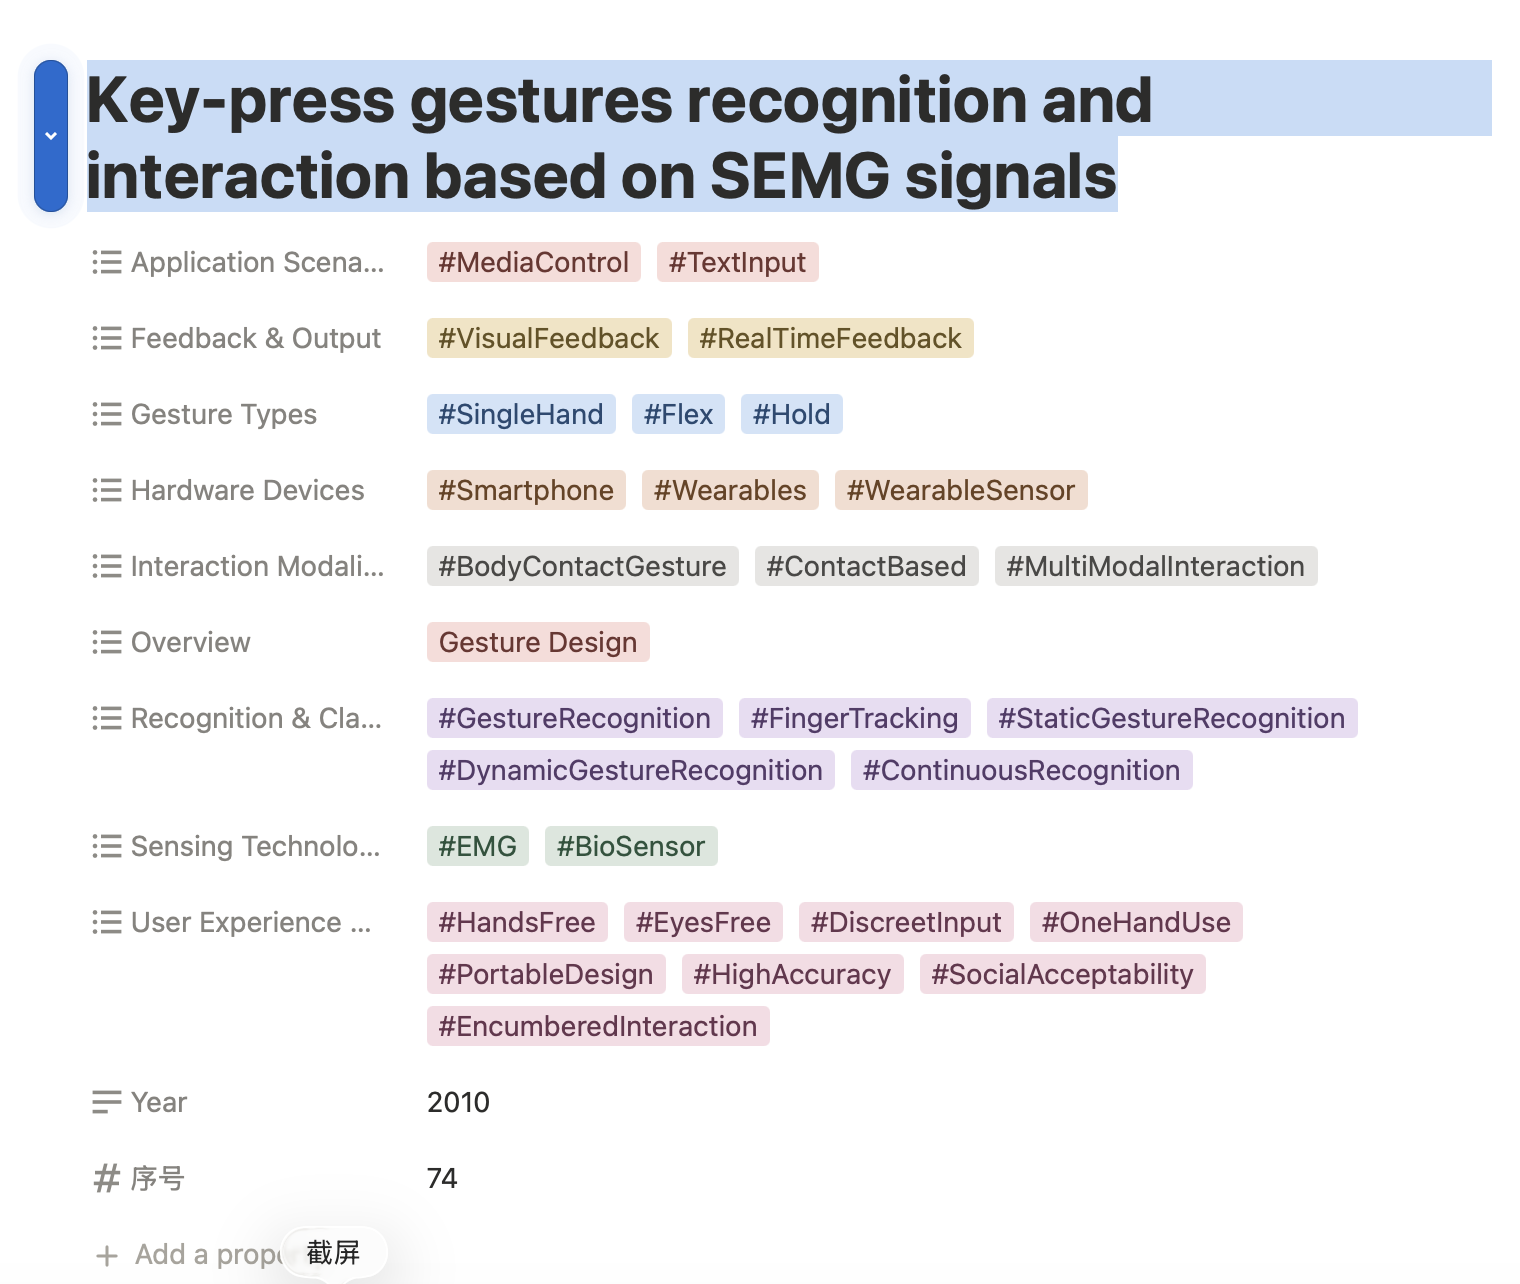 Key-press gestures recognition and
interaction based on SEMG signals
Application Scena... #MediaControl #TextInput
Feedback & Output #VisualFeedback #RealTimeFeedback
Gesture Types #SingleHand #Flex #Hold
Hardware Devices #Smartphone #Wearables #WearableSensor
Interaction Modali... #BodyContactGesture #ContactBased #MultiModalInteraction
Overview Gesture Design
Recognition & Cla... #GestureRecognition #FingerTracking #StaticGestureRecognition
#DynamicGestureRecognition #ContinuousRecognition
Sensing Technolo... #EMG #BioSensor
User Experience ... #HandsFree #EyesFree #DiscreetInput #OneHandUse
#PortableDesign #HighAccuracy #SocialAcceptability
#EncumberedInteraction
Year 2010
# 序号 74
+ Add a prop
截屏